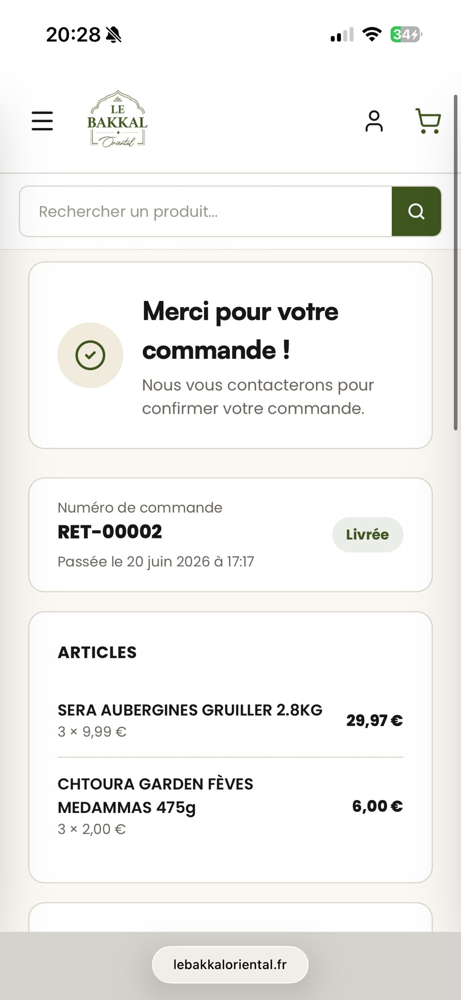 20:28
34
LE
BAKKAL
Oriental
Rechercher un produit...
Merci pour votre
commande !
Nous vous contacterons pour
confirmer votre commande.
Numéro de commande
RET-00002
Livrée
Passée le 20 juin 2026 à 17:17
ARTICLES
SERA AUBERGINES GRUILLER 2.8KG
29,97 €
3 × 9,99 €
CHTOURA GARDEN FÈVES
MEDAMMAS 475g
6,00 €
3 × 2,00 €
lebakkaloriental.fr